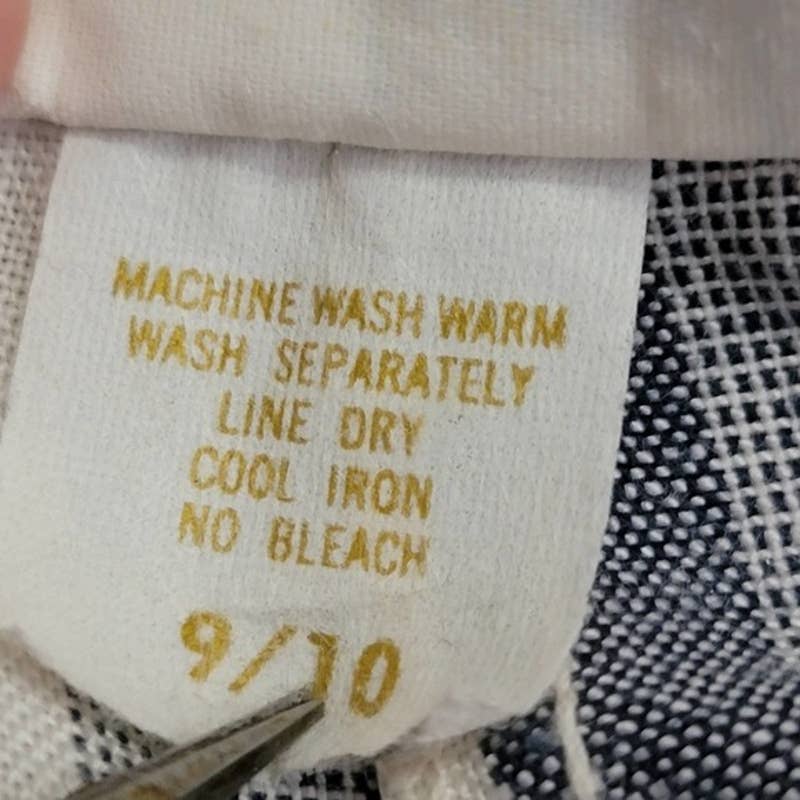 MACHINE WASH WARM
WASH SEPARATELY
LINE DRY
COOL IRON
NO BLEACH
9/10